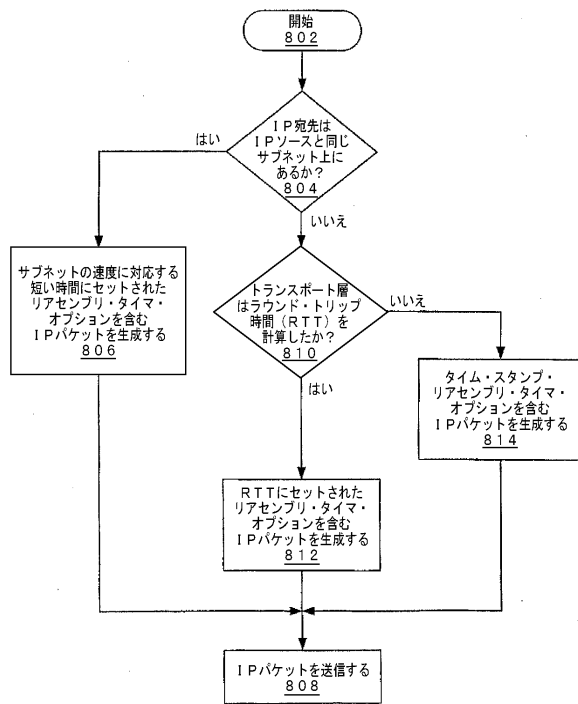 開始
802
IP宛先は
IPソースと同じ
サブネット上に
あるか?
804
はい
いいえ
サブネットの速度に対応する
短い時間にセットされた
リアセンブリ・タイマ・
オプションを含む
IPパケットを生成する
806
トランスポート層
はラウンド・トリップ
時間(RTT)を
計算したか?
810
いいえ
はい
タイム・スタンプ・
リアセンブリ・タイマ・
オプションを含む
IPパケットを生成する
814
RTTにセットされた
リアセンブリ・タイマ・
オプションを含む
IPパケットを生成する
812
IPパケットを送信する
808